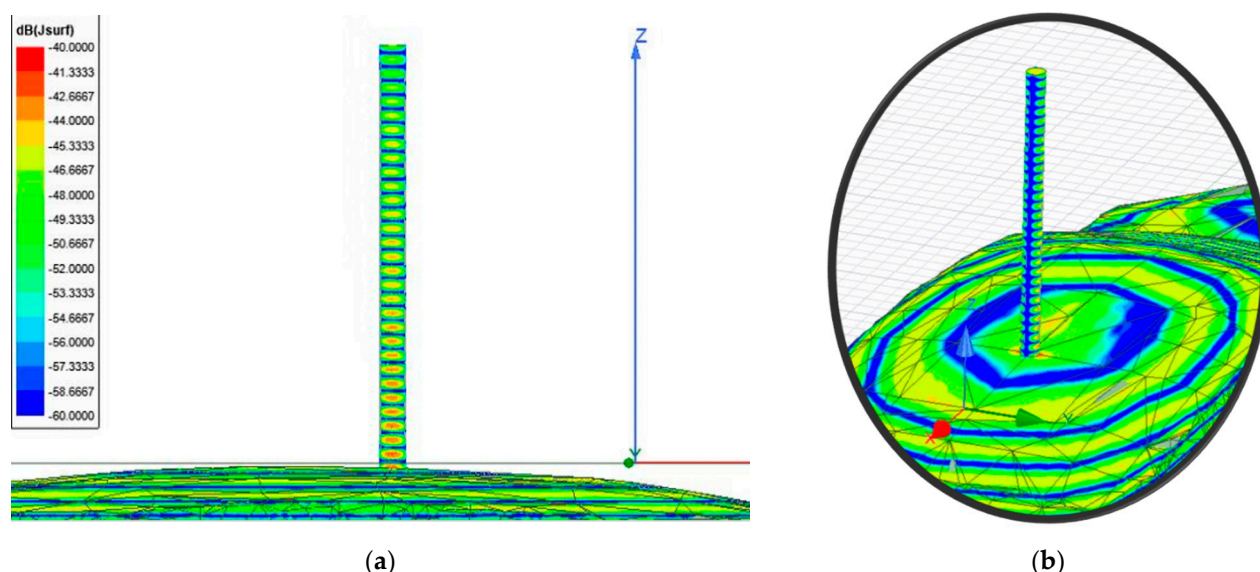 dB(Jsurf)
-40.0000
-41.3333
-42.6667
-44.0000
-45.3333
-46.6667
-48.0000
-49.3333
-50.6667
-52.0000
-53.3333
-54.6667
-56.0000
-57.3333
-58.6667
-60.0000
Z
Y
Z
X
Y
(a)
(b)